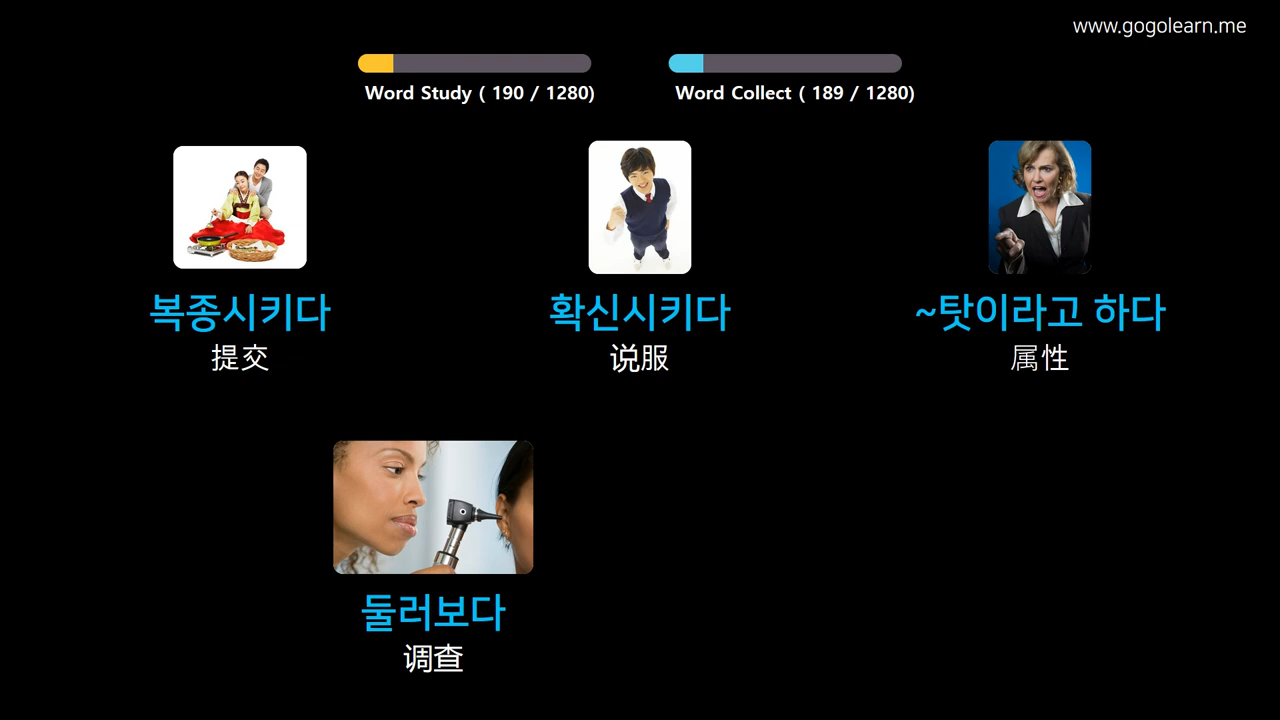 www.gogolearn.me
Word Study ( 190 / 1280)
Word Collect ( 189 / 1280)
복종시키다
提交
확신시키다
说服
~탓이라고 하다
属性
둘러보다
调查